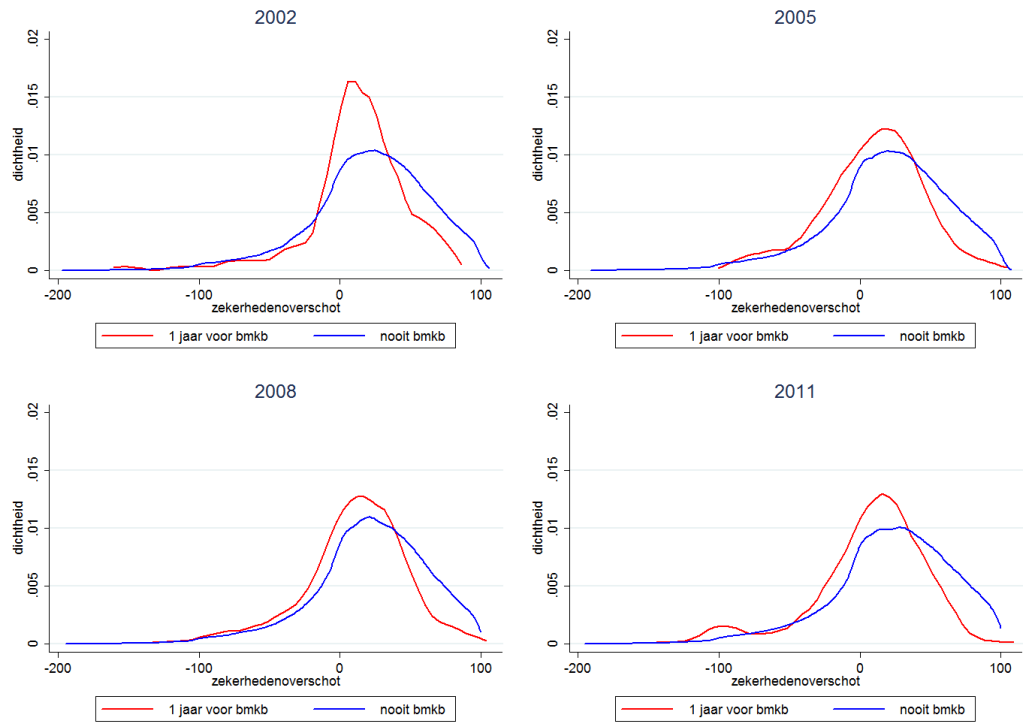 2002
2005
.02
.015
.01
.005
0
dichtheid
-200 -100 0 100
zekerhedenoverschot
1 jaar voor bmkb nooit bmkb
.02
.015
.01
.005
0
dichtheid
-200 -100 0 100
zekerhedenoverschot
1 jaar voor bmkb nooit bmkb
2008
2011
.02
.015
.01
.005
0
dichtheid
-200 -100 0 100
zekerhedenoverschot
1 jaar voor bmkb nooit bmkb
.02
.015
.01
.005
0
dichtheid
-200 -100 0 100
zekerhedenoverschot
1 jaar voor bmkb nooit bmkb